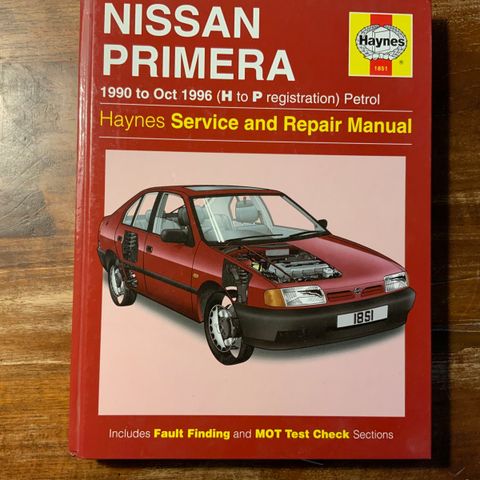 NISSAN
PRIMERA
Haynes
1851
®
1990 to Oct 1996 (H to P registration) Petrol
Haynes Service and Repair Manual
1851
Includes Fault Finding and MOT Test Check Sections